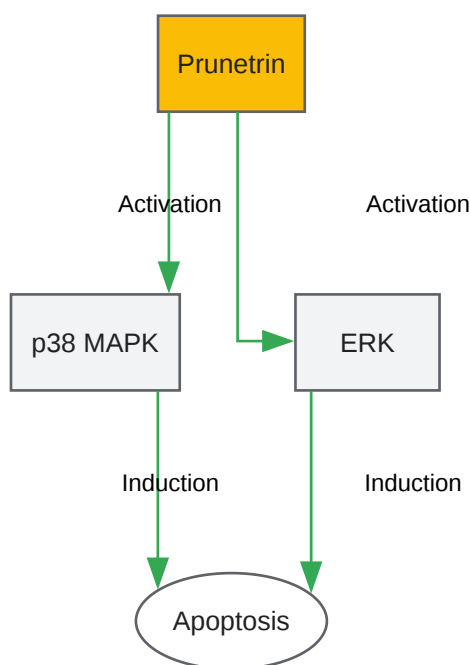 Prunetrin
Activation
Activation
p38 MAPK
ERK
Induction
Induction
Apoptosis